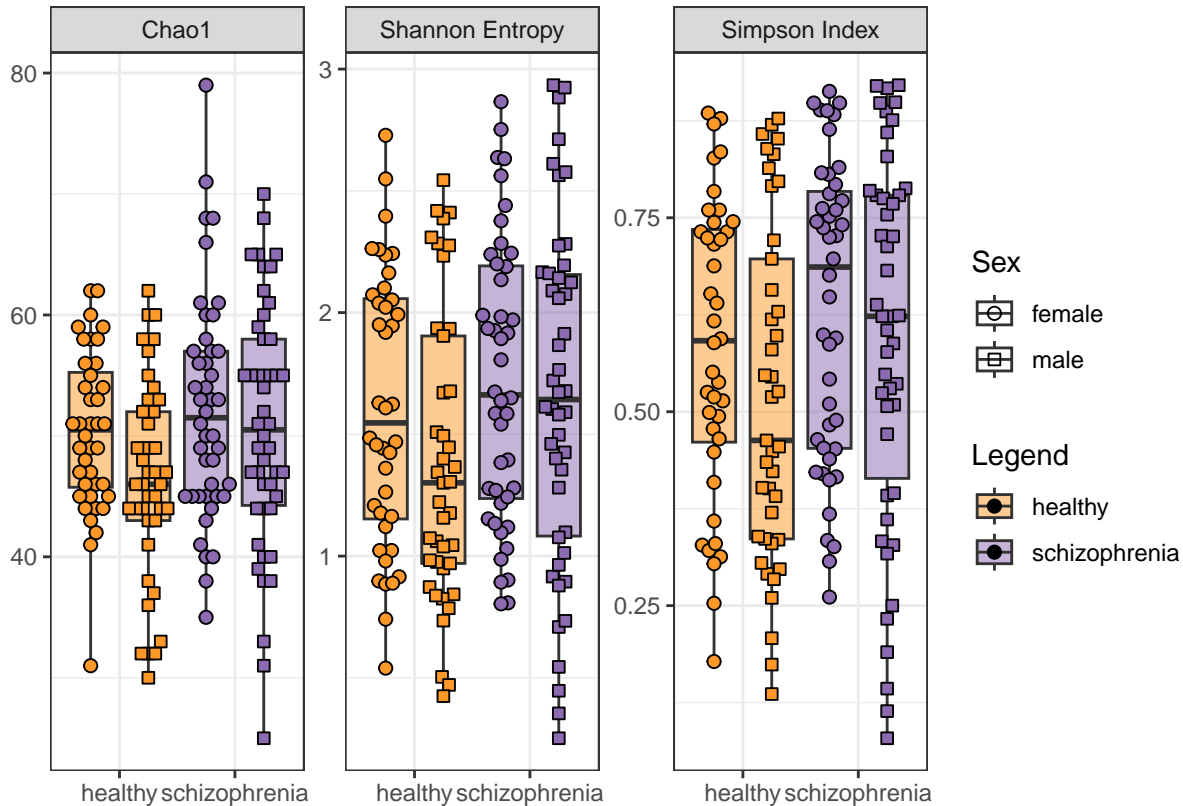 Chao1
Shannon Entropy
Simpson Index
80
60
40
3
2
1
0.75
0.50
0.25
healthy schizophrenia
healthy schizophrenia
healthy schizophrenia
Sex
female
male
Legend
healthy
schizophrenia